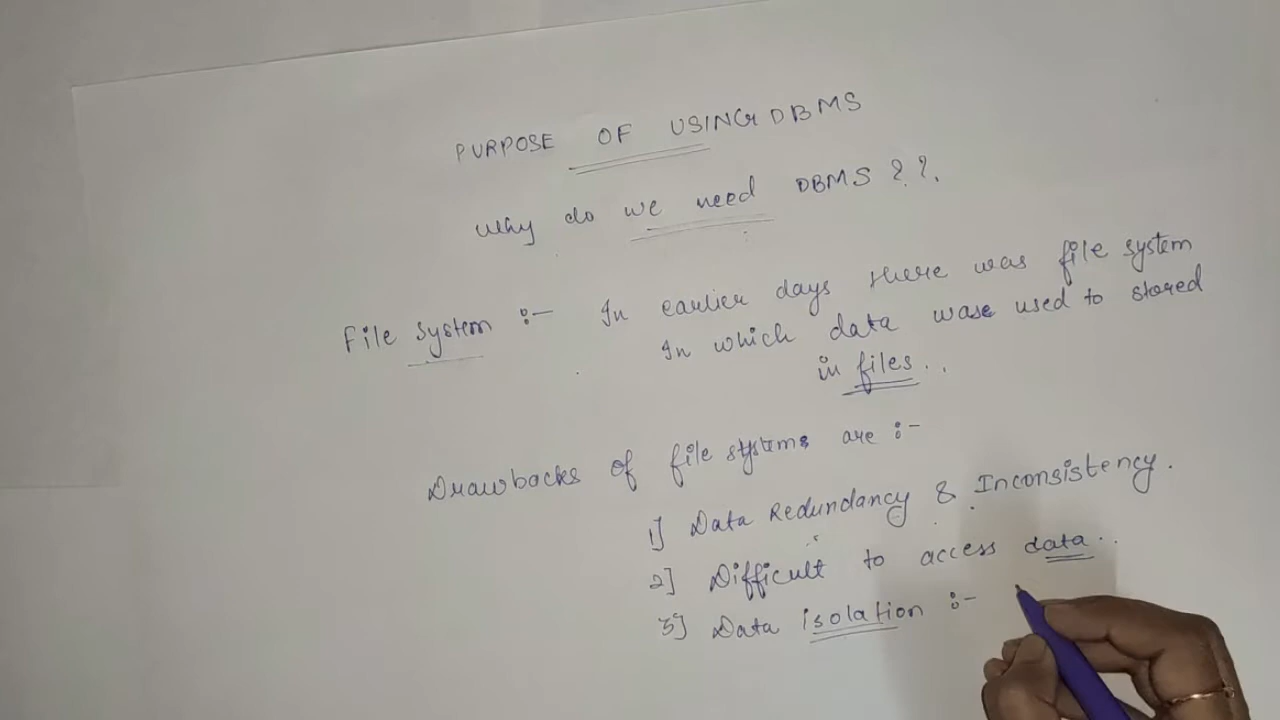 PURPOSE OF USING DBMS
Why do we need DBMS ??.
File system :- In earlier days there was file system
In which data wase used to stored
in files..
Drawbacks of file systems are :-
1] Data Redundancy & Inconsistency.
2] Difficult to access data..
3] Data isolation :-